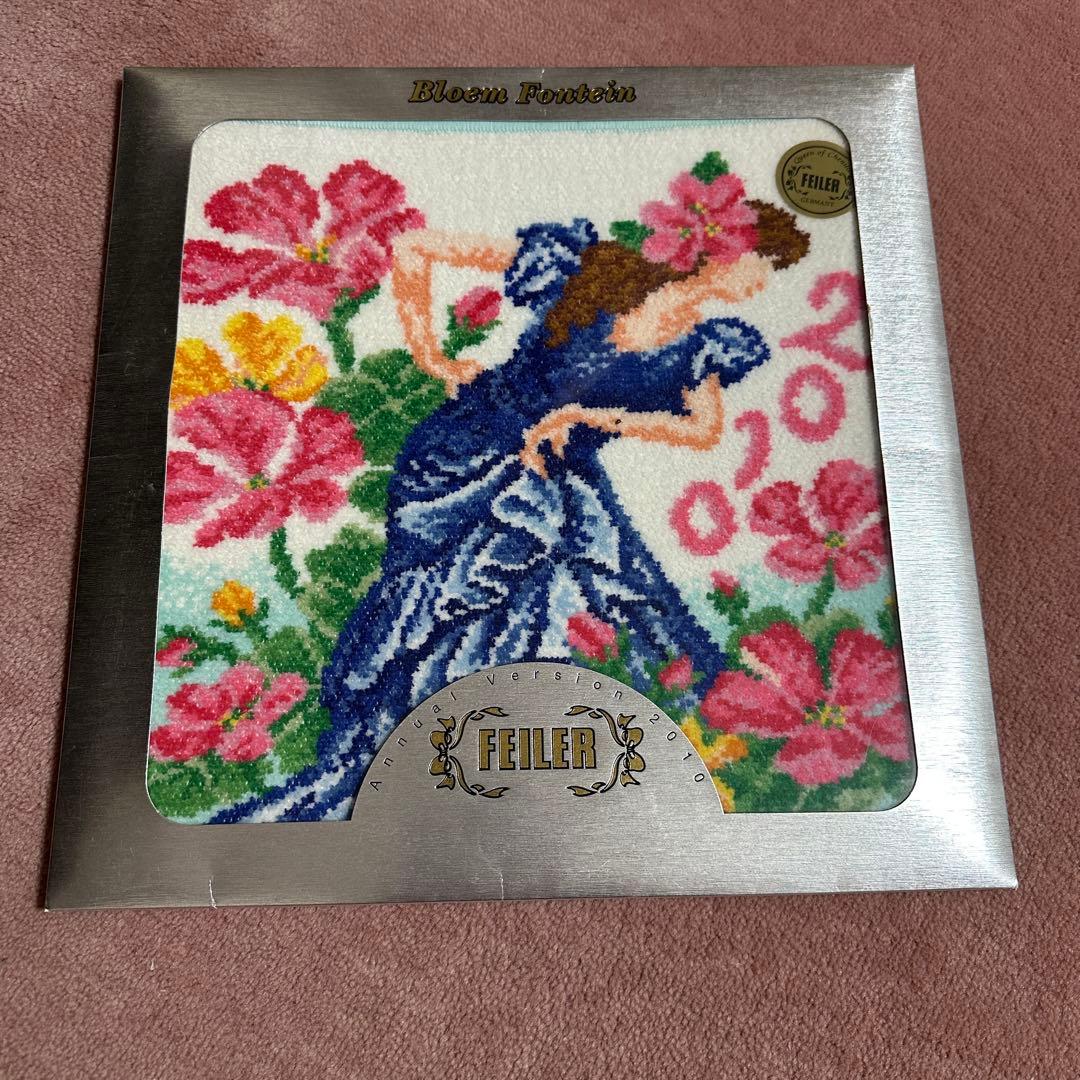 Bloem Fontein
Queen of Chenille
FEILER
GERMANY
2010
Annual Version 2010
FEILER